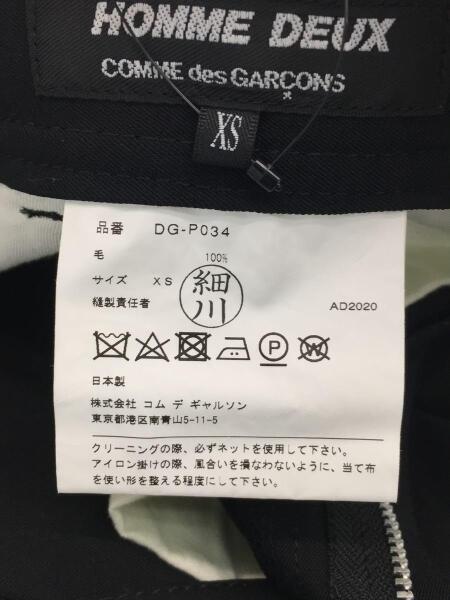 HOMME DEUX
COMME des GARÇONS
XS
品番 DG-P034
毛 100%
サイズ XS
縫製責任者 細川 AD2020
P W
日本製
株式会社 コム デ ギャルソン
東京都港区南青山5-11-5
クリーニングの際、必ずネットを使用して下さい。
アイロン掛けの際、風合いを損なわないように、当て布
を使い形を整える程度にして下さい。